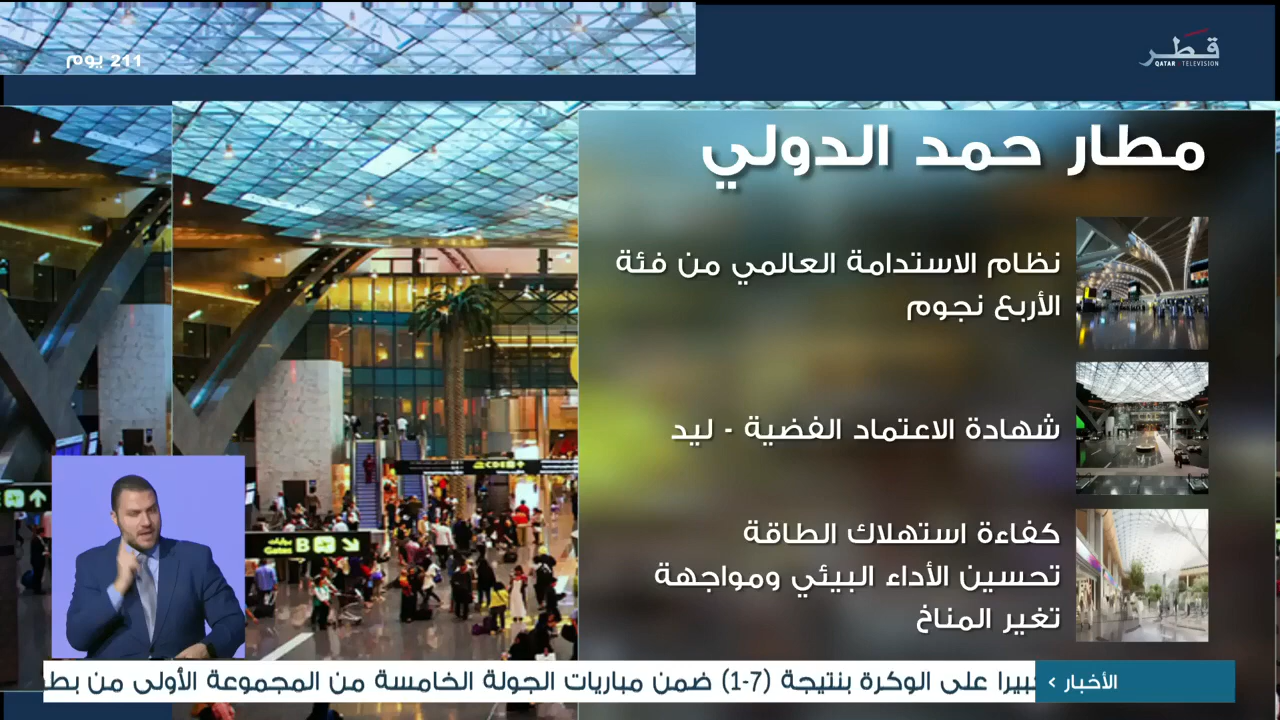 211 يوم
قطر
QATAR TELEVISION
مطار حمد الدولي
نظام الاستدامة العالمي من فئة
الأربع نجوم
شهادة الاعتماد الفضية - ليد
كفاءة استهلاك الطاقة
تحسين الأداء البيئي ومواجهة
تغير المناخ
بوابات
Gates B
الأخبار >
على الوكرة بنتيجة (7-1) ضمن مباريات الجولة الخامسة من المجموعة الأولى من